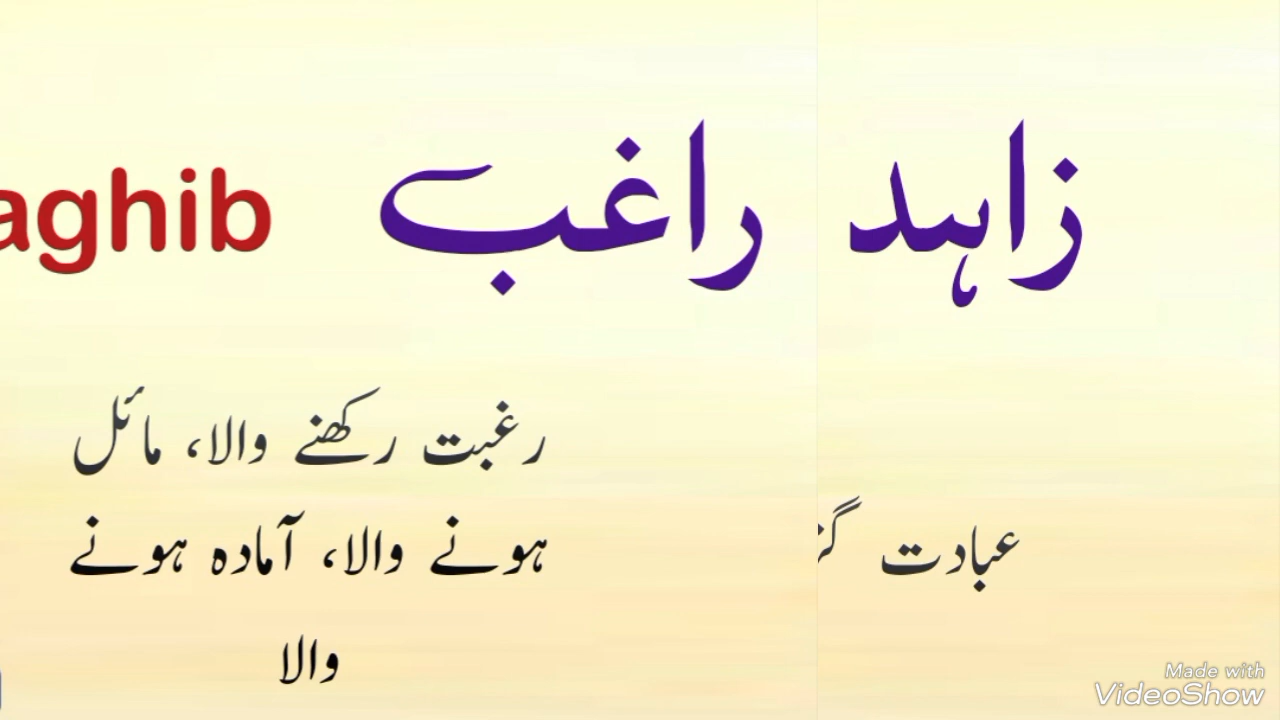 زاہد
راغب
aghib
رغبت رکھنے والا، مائل
ہونے والا، آمادہ ہونے
والا
عبادت
Made with
VideoShow